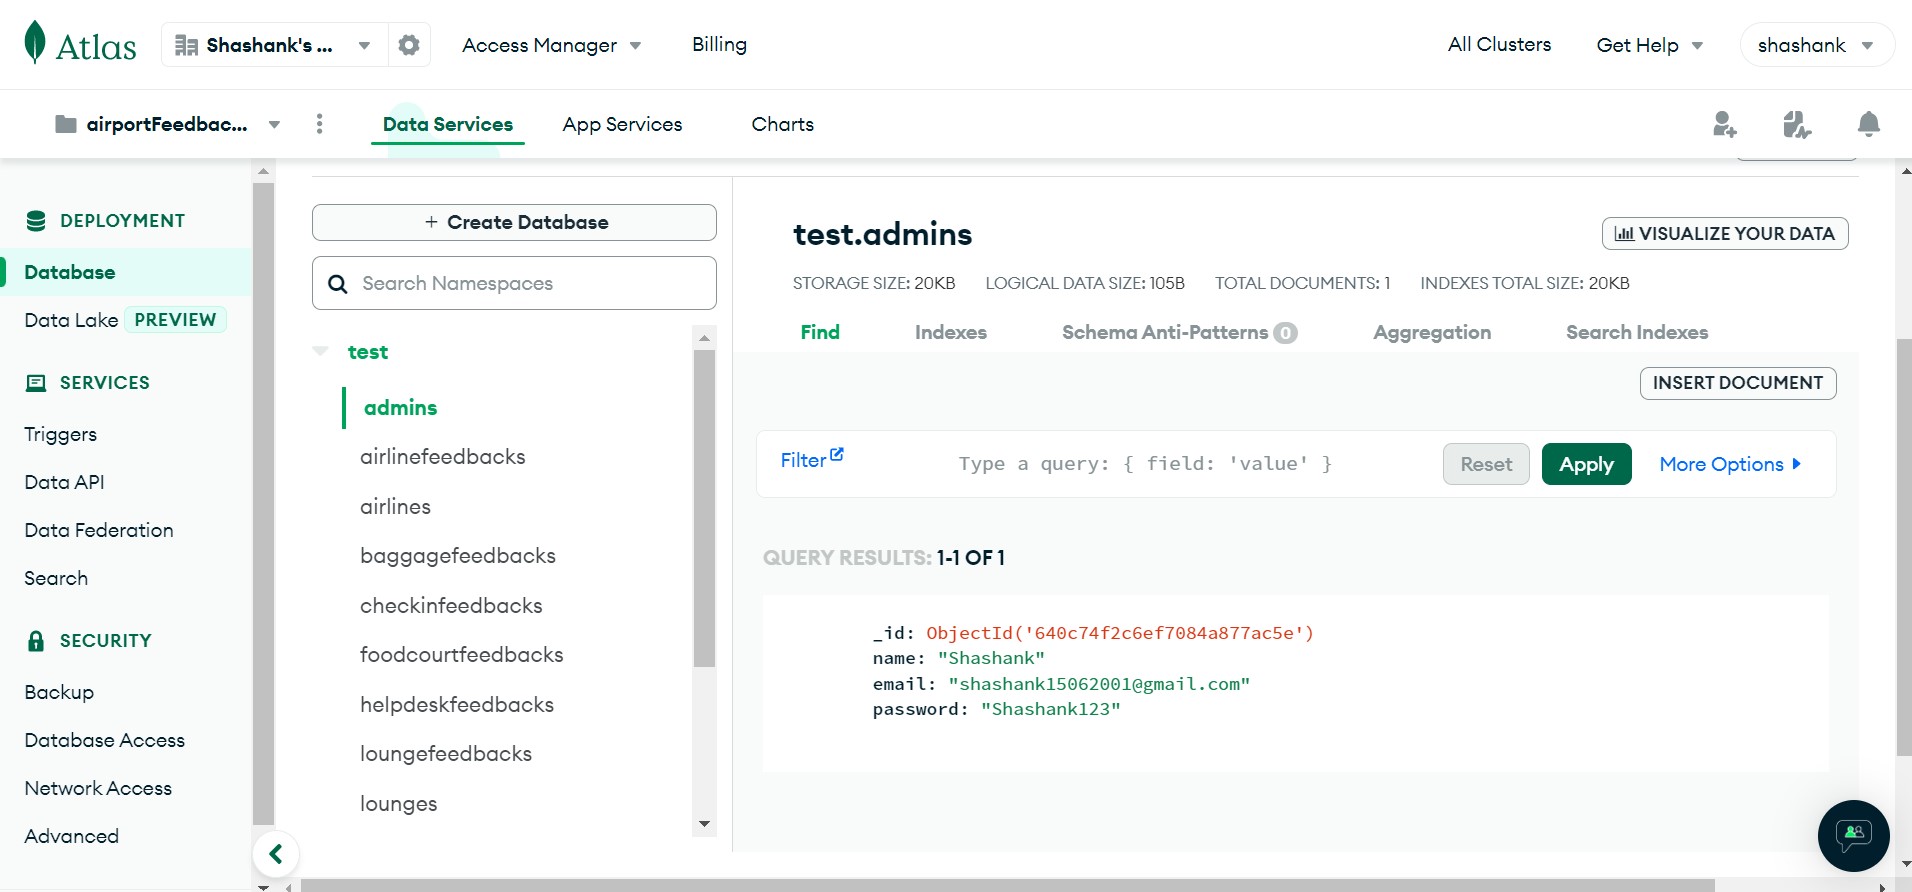 Atlas
Shashank's ...
Access Manager
Billing
All Clusters
Get Help
shashank
airportFeedbac...
Data Services
App Services
Charts
DEPLOYMENT
Database
Data Lake PREVIEW
SERVICES
Triggers
Data API
Data Federation
Search
SECURITY
Backup
Database Access
Network Access
Advanced
+ Create Database
Search Namespaces
test
admins
airlinefeedbacks
airlines
baggagefeedbacks
checkinfeedbacks
foodcourtfeedbacks
helpdeskfeedbacks
loungefeedbacks
lounges
test.admins
VISUALIZE YOUR DATA
STORAGE SIZE: 20KB LOGICAL DATA SIZE: 105B TOTAL DOCUMENTS: 1 INDEXES TOTAL SIZE: 20KB
Find Indexes Schema Anti-Patterns 0 Aggregation Search Indexes
INSERT DOCUMENT
Filter Type a query: { field: 'value' } Reset Apply More Options
QUERY RESULTS: 1-1 OF 1
_id: ObjectId('640c74f2c6ef7084a877ac5e')
name: "Shashank"
email: "shashank15062001@gmail.com"
password: "Shashank123"